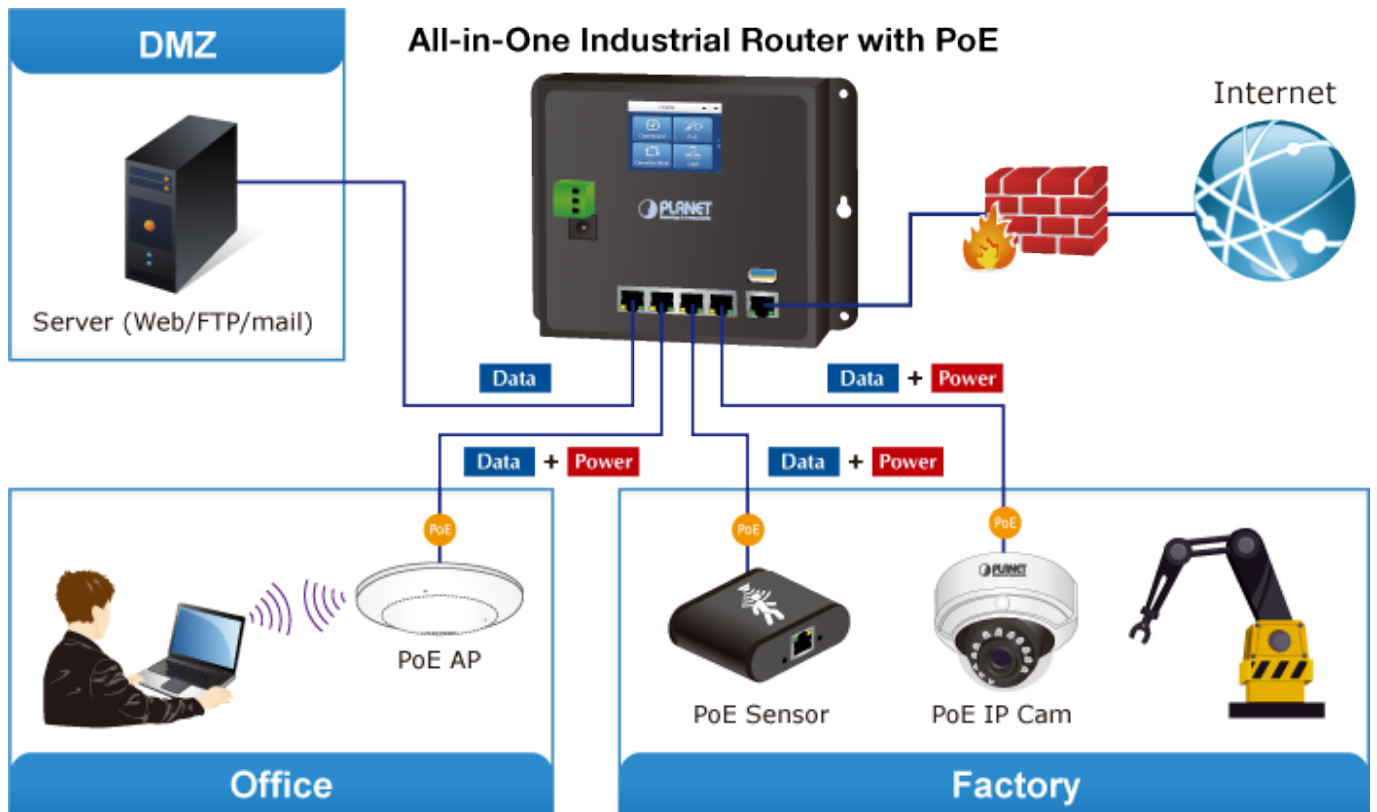 DMZ
All-in-One Industrial Router with PoE
Internet
PLANET
Server (Web/FTP/mail)
Data
Data + Power
Data + Power
Data + Power
PoE
PoE
PoE
PLANET
PoE AP
PoE Sensor
PoE IP Cam
Office
Factory